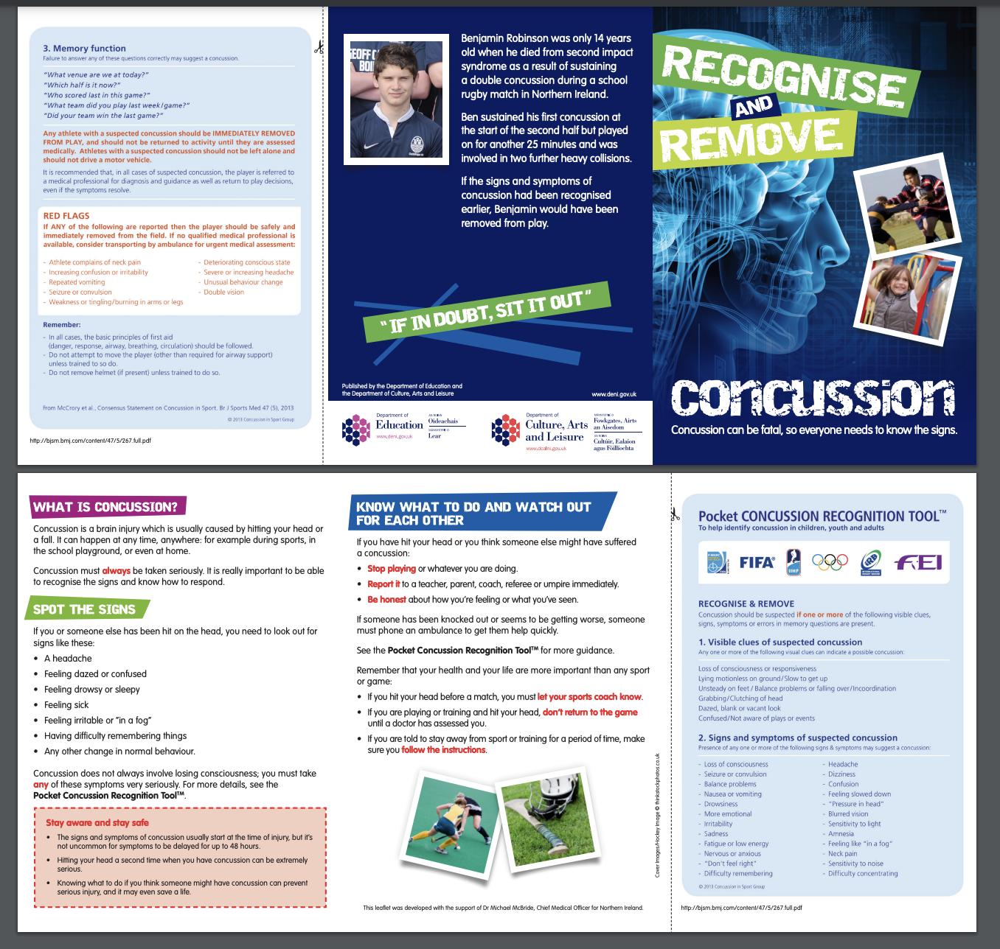 3. Memory function
Failure to answer any of these questions correctly may suggest a concussion.
“What venue are we at today?”
“Which half is it now?”
“Who scored last in this game?”
“What team did you play last week/game?”
“Did your team win the last game?”
Any athlete with a suspected concussion should be IMMEDIATELY REMOVED
FROM PLAY, and should not be returned to activity until they are assessed
medically. Athletes with a suspected concussion should not be left alone and
should not drive a motor vehicle.
It is recommended that, in all cases of suspected concussion, the player is referred to
a medical professional for diagnosis and guidance as well as return to play decisions,
even if the symptoms resolve.
RED FLAGS
If ANY of the following are reported then the player should be safely and
immediately removed from the field. If no qualified medical professional is
available, consider transporting by ambulance for urgent medical assessment:
- Athlete complains of neck pain
- Increasing confusion or irritability
- Repeated vomiting
- Seizure or convulsion
- Weakness or tingling/burning in arms or legs
- Deteriorating conscious state
- Severe or increasing headache
- Unusual behaviour change
- Double vision
Remember:
- In all cases, the basic principles of first aid
(danger, response, airway, breathing, circulation) should be followed.
- Do not attempt to move the player (other than required for airway support)
unless trained to so do.
- Do not remove helmet (if present) unless trained to do so.
From McCrory et al., Consensus Statement on Concussion in Sport. Br J Sports Med 47 (5), 2013
© 2013 Concussion in Sport Group
http://bjsm.bmj.com/content/47/5/267.full.pdf
Benjamin Robinson was only 14 years
old when he died from second impact
syndrome as a result of sustaining
a double concussion during a school
rugby match in Northern Ireland.
Ben sustained his first concussion at
the start of the second half but played
on for another 25 minutes and was
involved in two further heavy collisions.
If the signs and symptoms of
concussion had been recognised
earlier, Benjamin would have been
removed from play.
“IF IN DOUBT, SIT IT OUT”
Published by the Department of Education and
the Department of Culture, Arts and Leisure
www.deni.gov.uk
Department of
Education
www.deni.gov.uk
AN ROINN
Oideachais
MÄNNYSTRIE O
Lear
Department of
Culture, Arts
and Leisure
www.dcalni.gov.uk
Fowkgates, Airts
an Aisedom
AN ROINN
Cultúir, Ealaíon
agus Fóillíochta
RECOGNISE
AND
REMOVE
concussion
Concussion can be fatal, so everyone needs to know the signs.
WHAT IS CONCUSSION?
Concussion is a brain injury which is usually caused by hitting your head or
a fall. It can happen at any time, anywhere: for example during sports, in
the school playground, or even at home.
Concussion must always be taken seriously. It is really important to be able
to recognise the signs and know how to respond.
SPOT THE SIGNS
If you or someone else has been hit on the head, you need to look out for
signs like these:
• A headache
• Feeling dazed or confused
• Feeling drowsy or sleepy
• Feeling sick
• Feeling irritable or “in a fog”
• Having difficulty remembering things
• Any other change in normal behaviour.
Concussion does not always involve losing consciousness; you must take
any of these symptoms very seriously. For more details, see the
Pocket Concussion Recognition Tool™.
Stay aware and stay safe
• The signs and symptoms of concussion usually start at the time of injury, but it’s
not uncommon for symptoms to be delayed for up to 48 hours.
• Hitting your head a second time when you have concussion can be extremely
serious.
• Knowing what to do if you think someone might have concussion can prevent
serious injury, and it may even save a life.
KNOW WHAT TO DO AND WATCH OUT
FOR EACH OTHER
If you have hit your head or you think someone else might have suffered
a concussion:
• Stop playing or whatever you are doing.
• Report it to a teacher, parent, coach, referee or umpire immediately.
• Be honest about how you’re feeling or what you’ve seen.
If someone has been knocked out or seems to be getting worse, someone
must phone an ambulance to get them help quickly.
See the Pocket Concussion Recognition Tool™ for more guidance.
Remember that your health and your life are more important than any sport
or game:
• If you hit your head before a match, you must let your sports coach know.
• If you are playing or training and hit your head, don’t return to the game
until a doctor has assessed you.
• If you are told to stay away from sport or training for a period of time, make
sure you follow the instructions.
Cover Images/Hockey Image © thinkstockphotos.co.uk
This leaflet was developed with the support of Dr Michael McBride, Chief Medical Officer for Northern Ireland.
Pocket CONCUSSION RECOGNITION TOOL™
To help identify concussion in children, youth and adults
FIFA
IIHF
IRB
FEI
RECOGNISE & REMOVE
Concussion should be suspected if one or more of the following visible clues,
signs, symptoms or errors in memory questions are present.
1. Visible clues of suspected concussion
Any one or more of the following visual clues can indicate a possible concussion:
Loss of consciousness or responsiveness
Lying motionless on ground/Slow to get up
Unsteady on feet / Balance problems or falling over/Incoordination
Grabbing/Clutching of head
Dazed, blank or vacant look
Confused/Not aware of plays or events
2. Signs and symptoms of suspected concussion
Presence of any one or more of the following signs & symptoms may suggest a concussion:
- Loss of consciousness
- Seizure or convulsion
- Balance problems
- Nausea or vomiting
- Drowsiness
- More emotional
- Irritability
- Sadness
- Fatigue or low energy
- Nervous or anxious
- “Don't feel right”
- Difficulty remembering
- Headache
- Dizziness
- Confusion
- Feeling slowed down
- “Pressure in head”
- Blurred vision
- Sensitivity to light
- Amnesia
- Feeling like “in a fog”
- Neck pain
- Sensitivity to noise
- Difficulty concentrating
© 2013 Concussion in Sport Group
http://bjsm.bmj.com/content/47/5/267.full.pdf